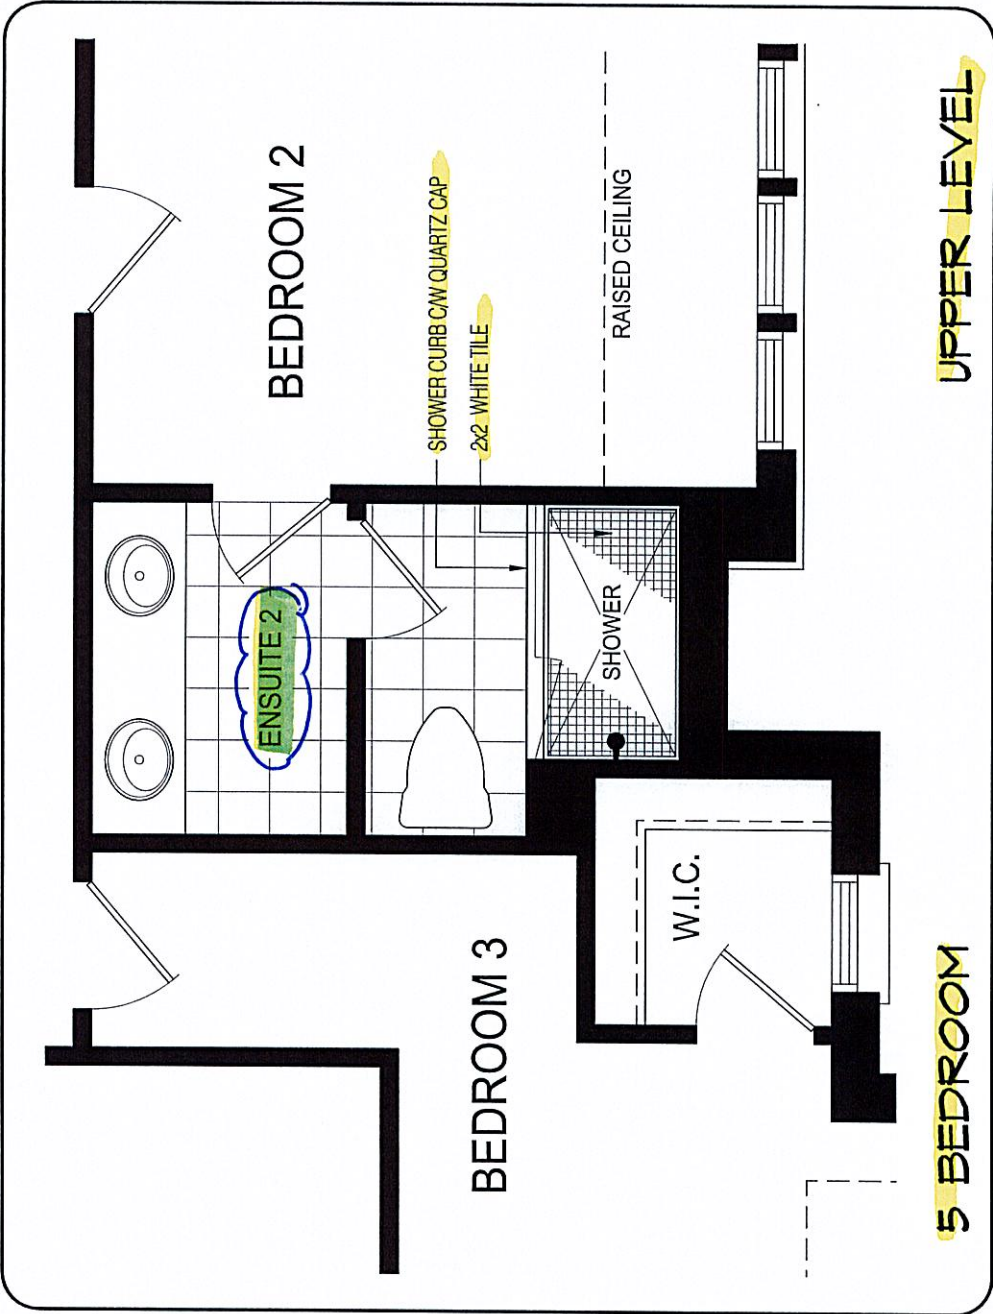 BEDROOM 3
ENSUITE 2
BEDROOM 2
SHOWER CURB C/W QUARTZ CAP
2x2 WHITE TILE
SHOWER
RAISED CEILING
W.I.C.
5 BEDROOM
UPPER LEVEL